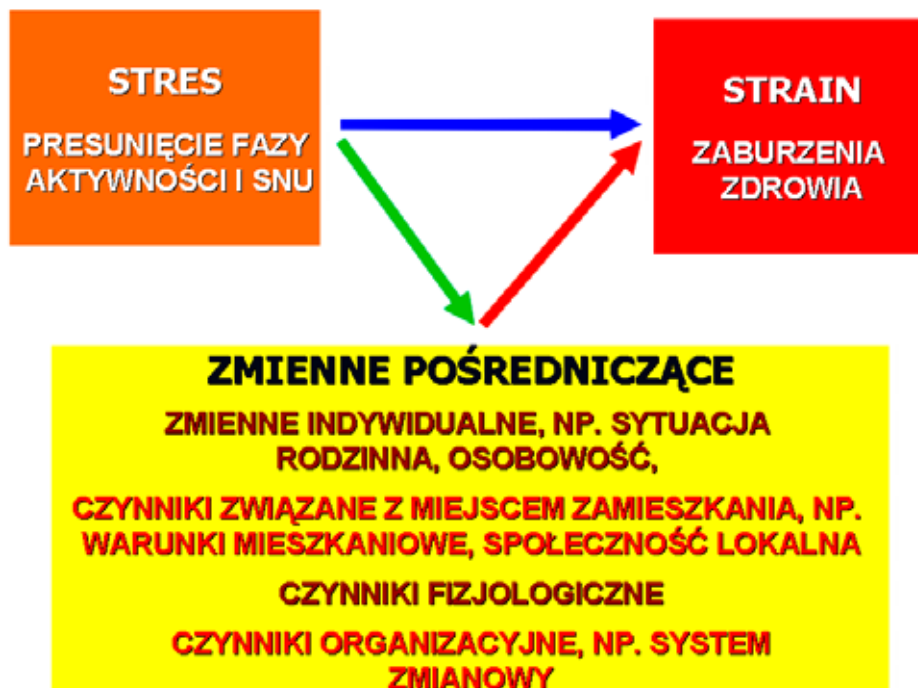 STRES
PRESUNIĘCIE FAZY
AKTYWNOŚCI I SNU
STRAIN
ZABURZENIA
ZDROWIA
ZMIENNE POŚREDNICZĄCE
ZMIENNE INDYWIDUALNE, NP. SYTUACJA
RODZINNA, OSOBOWOŚĆ,
CZYNNIKI ZWIĄZANE Z MIEJSCEM ZAMIESZKANIA, NP.
WARUNKI MIESZKANIOWE, SPOŁECZNOŚĆ LOKALNA
CZYNNIKI FIZJOLOGICZNE
CZYNNIKI ORGANIZACYJNE, NP. SYSTEM
ZMIANOWY